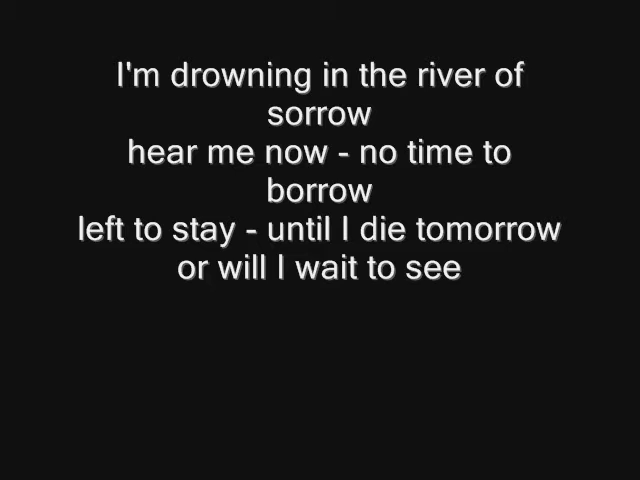 I'm drowning in the river of
sorrow
hear me now - no time to
borrow
left to stay - until I die tomorrow
or will I wait to see